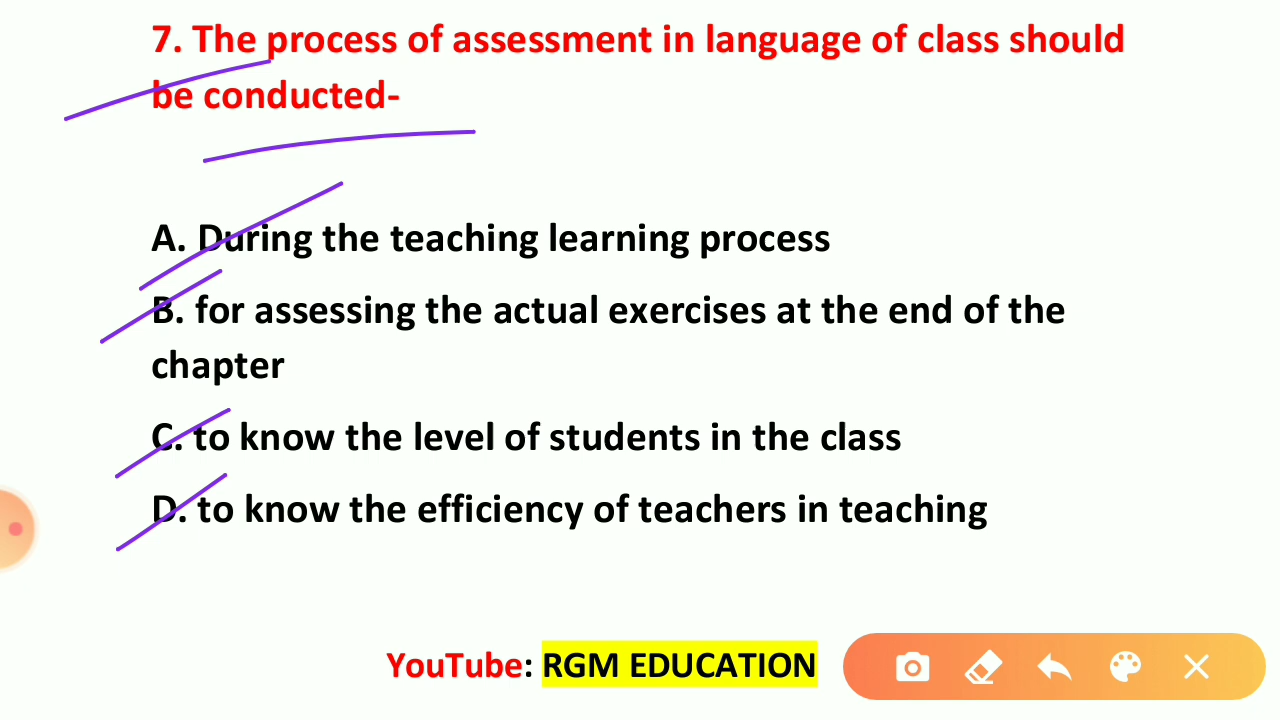 7. The process of assessment in language of class should
be conducted-
A. During the teaching learning process
B. for assessing the actual exercises at the end of the
chapter
C. to know the level of students in the class
D. to know the efficiency of teachers in teaching
YouTube: RGM EDUCATION